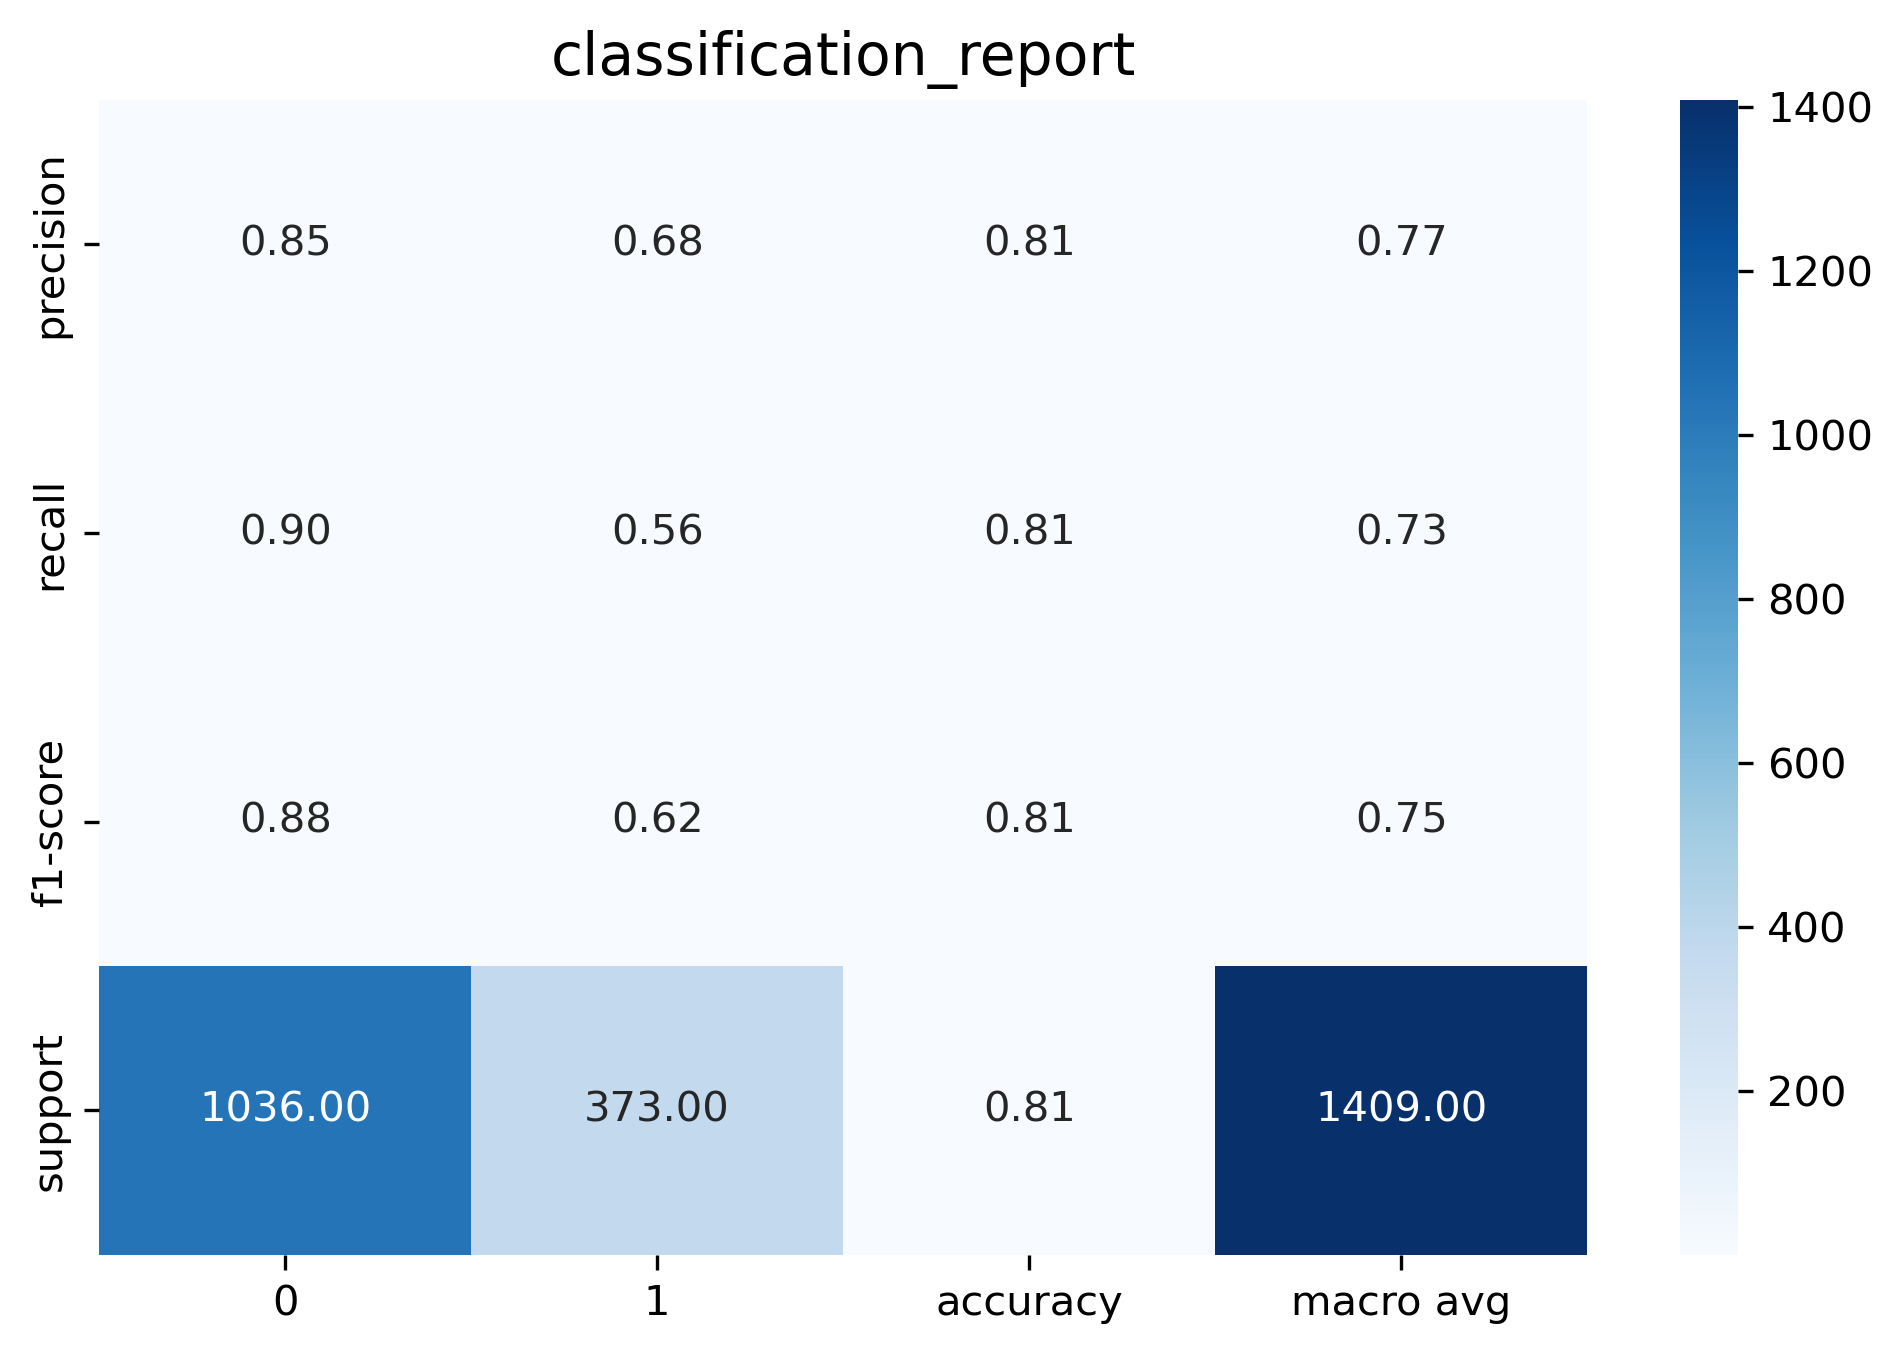 classification_report
precision 0.85 0.68 0.81 0.77
recall 0.90 0.56 0.81 0.73
f1-score 0.88 0.62 0.81 0.75
support 1036.00 373.00 0.81 1409.00
0 1 accuracy macro avg
1400
1200
1000
800
600
400
200